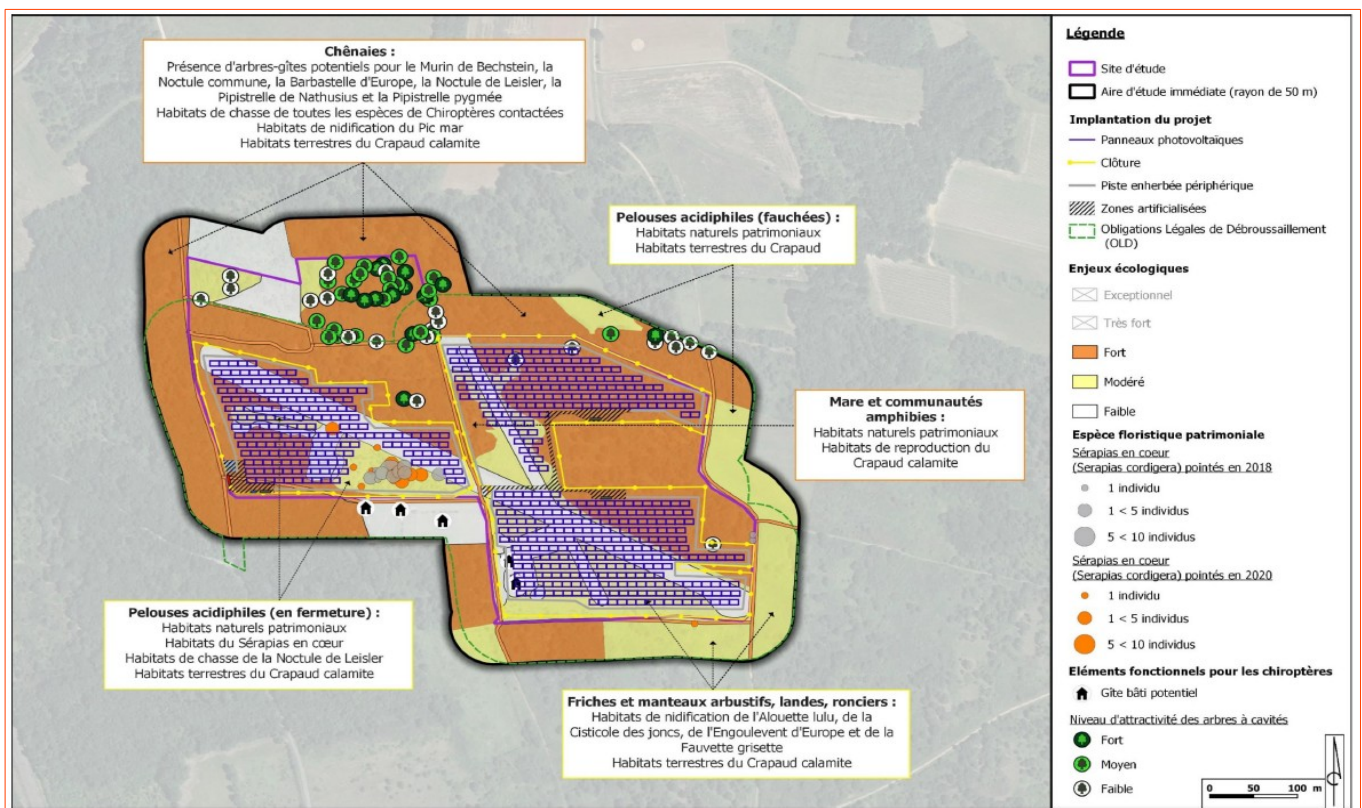 Chênaies :
Présence d'arbres-gîtes potentiels pour le Murin de Bechstein, la
Noctule commune, la Barbastelle d'Europe, la Noctule de Leisler, la
Pipistrelle de Nathusius et la Pipistrelle pygmée
Habitats de chasse de toutes les espèces de Chiroptères contactées
Habitats de nidification du Pic mar
Habitats terrestres du Crapaud calamite
Pelouses acidiphiles (fauchées) :
Habitats naturels patrimoniaux
Habitats terrestres du Crapaud
Mare et communautés
amphibies :
Habitats naturels patrimoniaux
Habitats de reproduction du
Crapaud calamite
Pelouses acidiphiles (en fermeture) :
Habitats naturels patrimoniaux
Habitats du Sérapias en cœur
Habitats de chasse de la Noctule de Leisler
Habitats terrestres du Crapaud calamite
Friches et manteaux arbustifs, landes, ronciers :
Habitats de nidification de l'Alouette lulu, de la
Cisticole des joncs, de l'Engoulevent d'Europe et de la
Fauvette grisette
Habitats terrestres du Crapaud calamite
Légende
Site d'étude
Aire d'étude immédiate (rayon de 50 m)
Implantation du projet
Panneaux photovoltaïques
Clôture
Piste enherbée périphérique
Zones artificialisées
Obligations Légales de Débroussaillement
(OLD)
Enjeux écologiques
Exceptionnel
Très fort
Fort
Modéré
Faible
Espèce floristique patrimoniale
Sérapias en coeur
(Serapias cordigera) pointés en 2018
1 individu
1 < 5 individus
5 < 10 individus
Sérapias en coeur
(Serapias cordigera) pointés en 2020
1 individu
1 < 5 individus
5 < 10 individus
Eléments fonctionnels pour les chiroptères
Gîte bâti potentiel
Niveau d'attractivité des arbres à cavités
Fort
Moyen
Faible
0 50 100 m